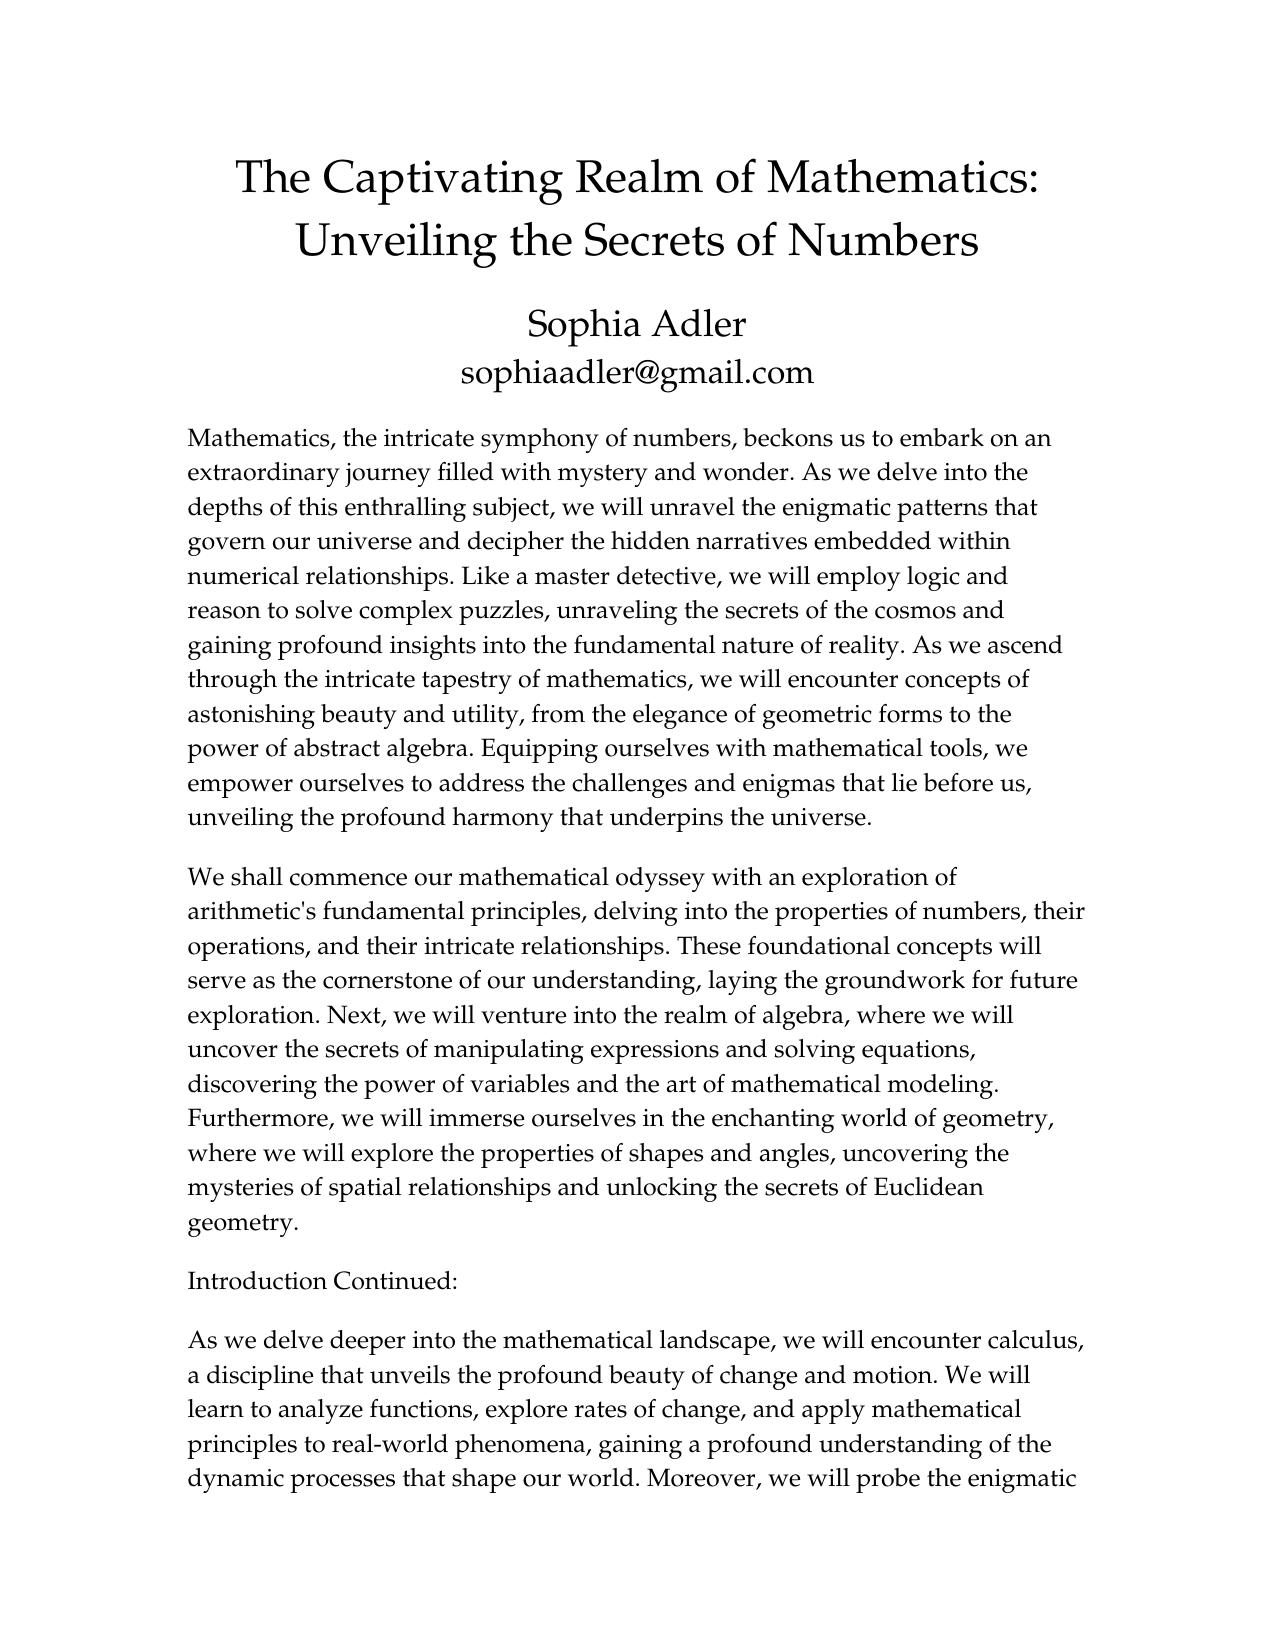 The Captivating Realm of Mathematics:
Unveiling the Secrets of Numbers
Sophia Adler
sophiaadler@gmail.com
Mathematics, the intricate symphony of numbers, beckons us to embark on an
extraordinary journey filled with mystery and wonder. As we delve into the
depths of this enthralling subject, we will unravel the enigmatic patterns that
govern our universe and decipher the hidden narratives embedded within
numerical relationships. Like a master detective, we will employ logic and
reason to solve complex puzzles, unraveling the secrets of the cosmos and
gaining profound insights into the fundamental nature of reality. As we ascend
through the intricate tapestry of mathematics, we will encounter concepts of
astonishing beauty and utility, from the elegance of geometric forms to the
power of abstract algebra. Equipping ourselves with mathematical tools, we
empower ourselves to address the challenges and enigmas that lie before us,
unveiling the profound harmony that underpins the universe.
We shall commence our mathematical odyssey with an exploration of
arithmetic's fundamental principles, delving into the properties of numbers, their
operations, and their intricate relationships. These foundational concepts will
serve as the cornerstone of our understanding, laying the groundwork for future
exploration. Next, we will venture into the realm of algebra, where we will
uncover the secrets of manipulating expressions and solving equations,
discovering the power of variables and the art of mathematical modeling.
Furthermore, we will immerse ourselves in the enchanting world of geometry,
where we will explore the properties of shapes and angles, uncovering the
mysteries of spatial relationships and unlocking the secrets of Euclidean
geometry.
Introduction Continued:
As we delve deeper into the mathematical landscape, we will encounter calculus,
a discipline that unveils the profound beauty of change and motion. We will
learn to analyze functions, explore rates of change, and apply mathematical
principles to real-world phenomena, gaining a profound understanding of the
dynamic processes that shape our world. Moreover, we will probe the enigmatic